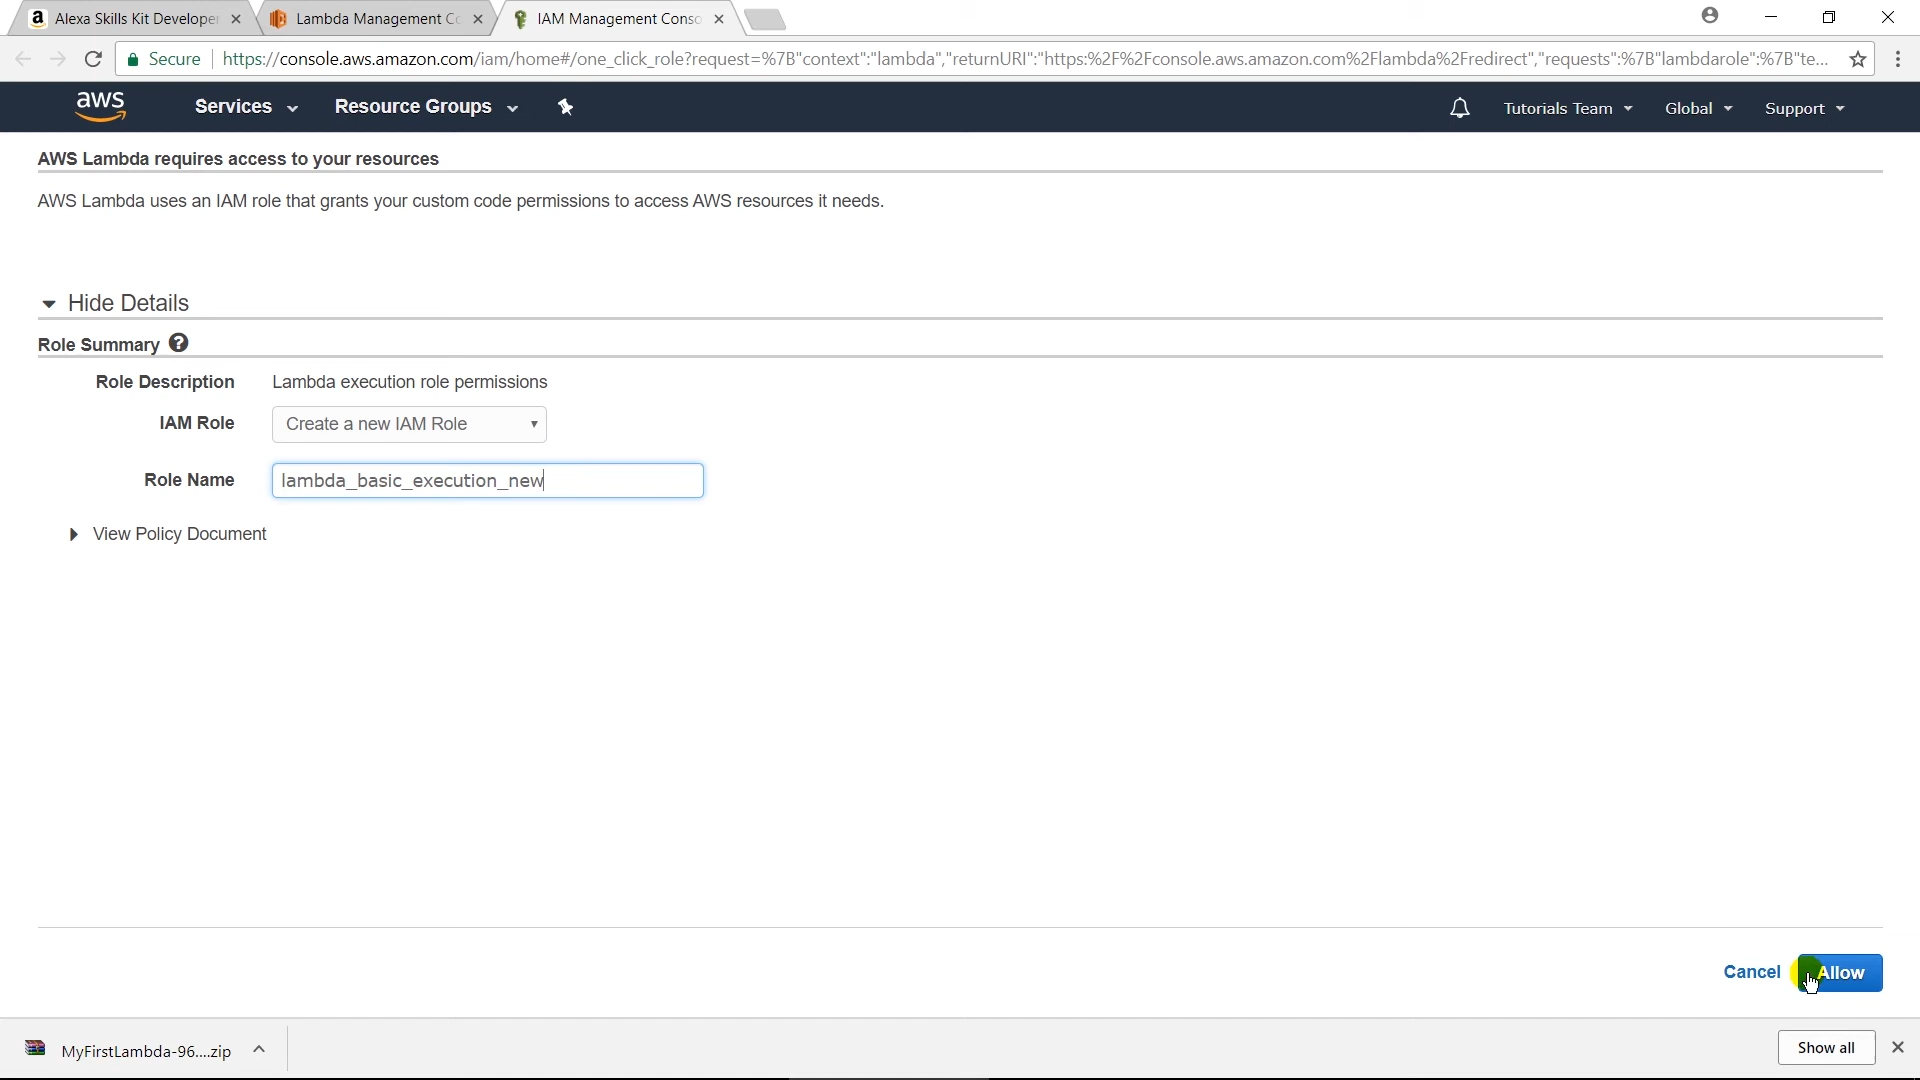 Alexa Skills Kit Developer
Lambda Management Co
IAM Management Conso
Secure
https://console.aws.amazon.com/iam/home#/one_click_role?request=%7B"context":"lambda","returnURI":"https:%2F%2Fconsole.aws.amazon.com%2Flambda%2Fredirect","requests":%7B"lambdarole":%7B"te...
aws
Services
Resource Groups
Tutorials Team
Global
Support
AWS Lambda requires access to your resources
AWS Lambda uses an IAM role that grants your custom code permissions to access AWS resources it needs.
Hide Details
Role Summary ?
Role Description Lambda execution role permissions
IAM Role Create a new IAM Role
Role Name lambda_basic_execution_new
View Policy Document
Cancel Allow
MyFirstLambda-96....zip
Show all